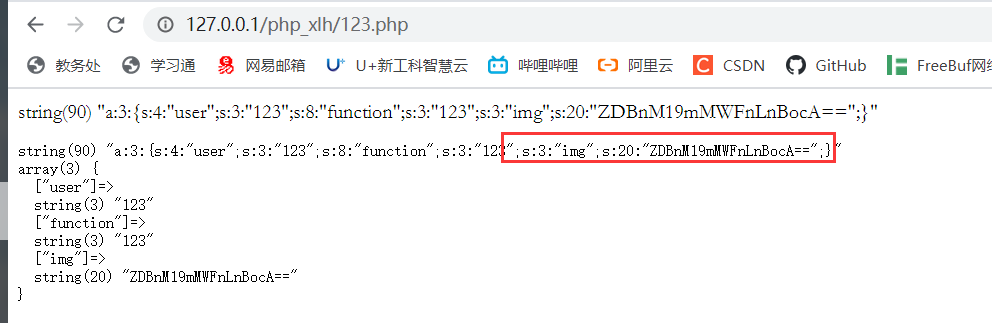 127.0.0.1/php_xlh/123.php
教务处 学习通 网易邮箱 U+新工科智慧云 哔哩哔哩 阿里云 CSDN GitHub FreeBuf网络安
string(90) "a:3:{s:4:"user";s:3:"123";s:8:"function";s:3:"123";s:3:"img";s:20:"ZDBnM19mMWFnLnBocA==";}"
string(90) "a:3:{s:4:"user";s:3:"123";s:8:"function";s:3:"123";s:3:"img";s:20:"ZDBnM19mMWFnLnBocA==";}"
array(3) {
["user"]=>
string(3) "123"
["function"]=>
string(3) "123"
["img"]=>
string(20) "ZDBnM19mMWFnLnBocA=="
}